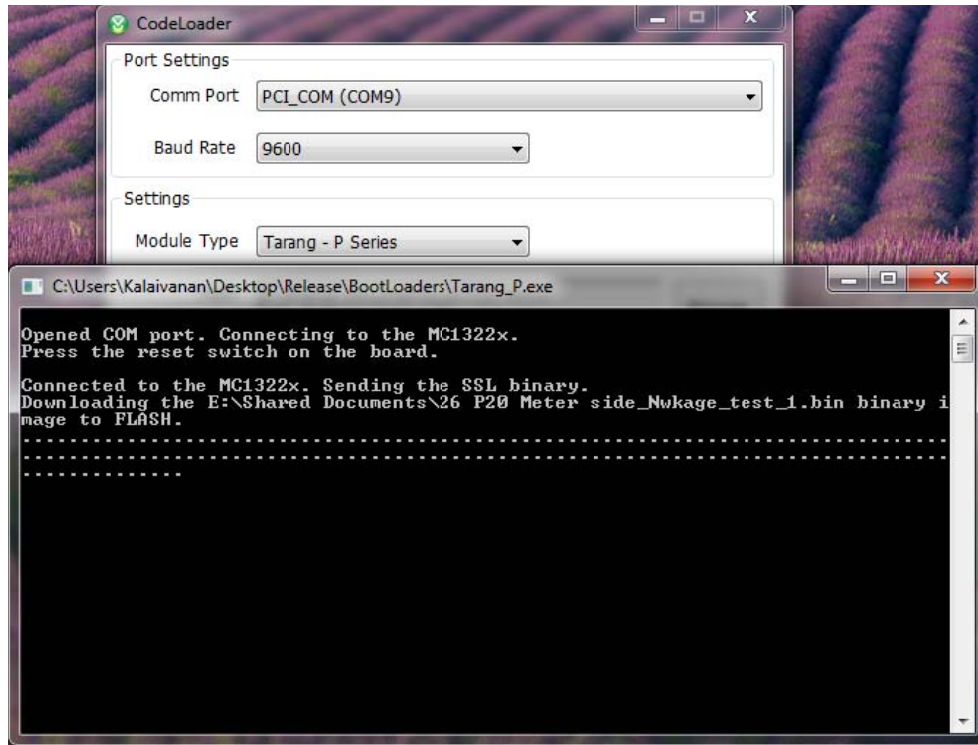 CodeLoader
Port Settings
Comm Port PCI_COM (COM9)
Baud Rate 9600
Settings
Module Type Tarang - P Series
C:\Users\Kalaivanan\Desktop\Release\BootLoaders\Tarang_P.exe
Opened COM port. Connecting to the MC1322x.
Press the reset switch on the board.
Connected to the MC1322x. Sending the SSL binary.
Downloading the E:\Shared Documents\26 P20 Meter side_Nwkage_test_1.bin binary i
mage to FLASH.
................................................................................
................................................................................
..............